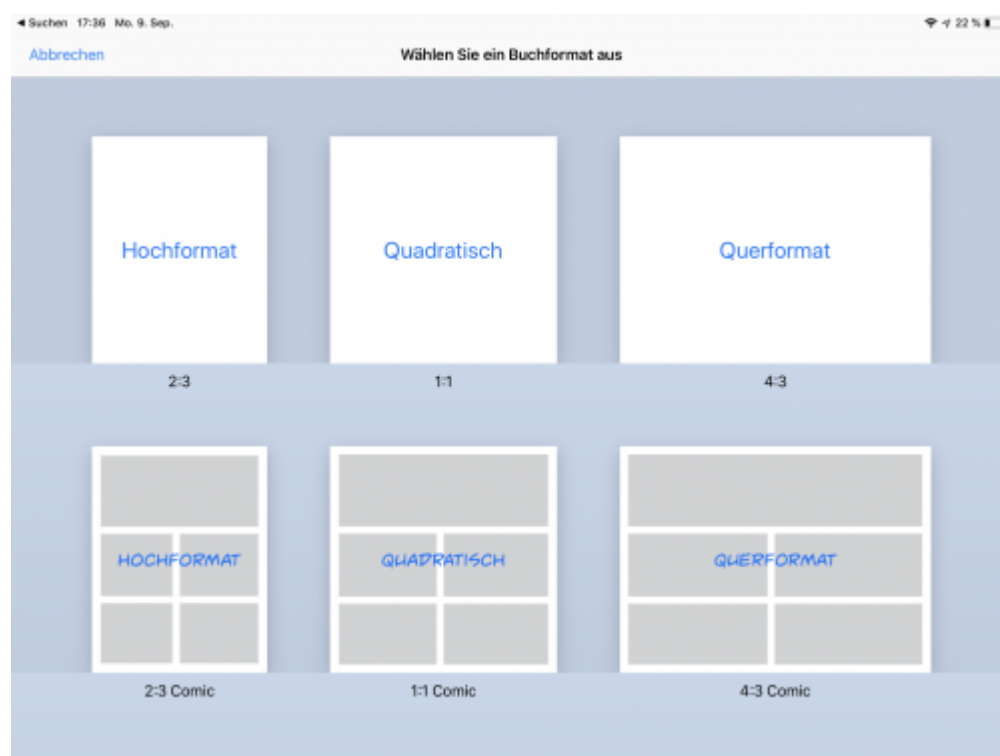 Suchen 17:36 Mo. 9. Sep. 22 %
Abbrechen Wählen Sie ein Buchformat aus
Hochformat Quadratisch Querformat
2:3 1:1 4:3
HOCHFORMAT QUADRATISCH QUERFORMAT
2:3 Comic 1:1 Comic 4:3 Comic